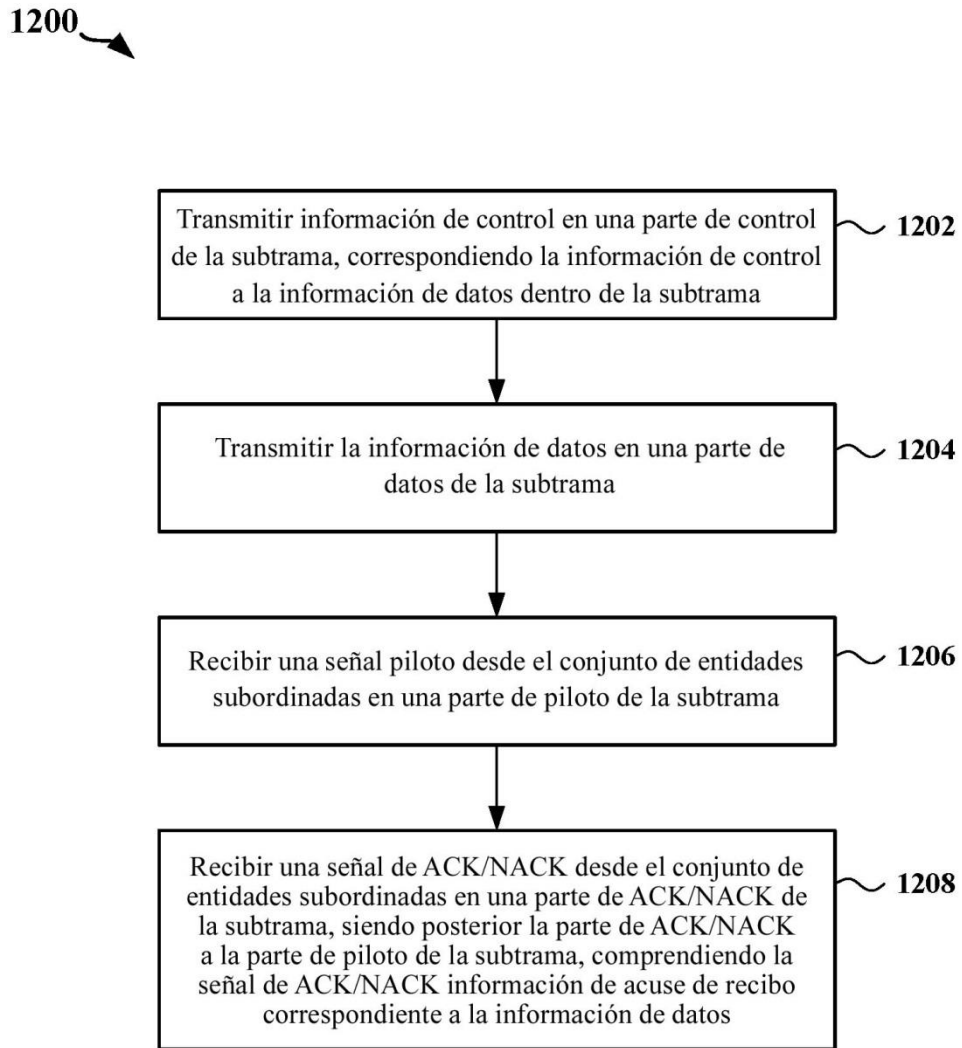 1200
Transmitir información de control en una parte de control
de la subtrama, correspondiendo la información de control
a la información de datos dentro de la subtrama
1202
Transmitir la información de datos en una parte de
datos de la subtrama
1204
Recibir una señal piloto desde el conjunto de entidades
subordinadas en una parte de piloto de la subtrama
1206
Recibir una señal de ACK/NACK desde el conjunto de
entidades subordinadas en una parte de ACK/NACK de
la subtrama, siendo posterior la parte de ACK/NACK
a la parte de piloto de la subtrama, comprendiendo la
señal de ACK/NACK información de acuse de recibo
correspondiente a la información de datos
1208